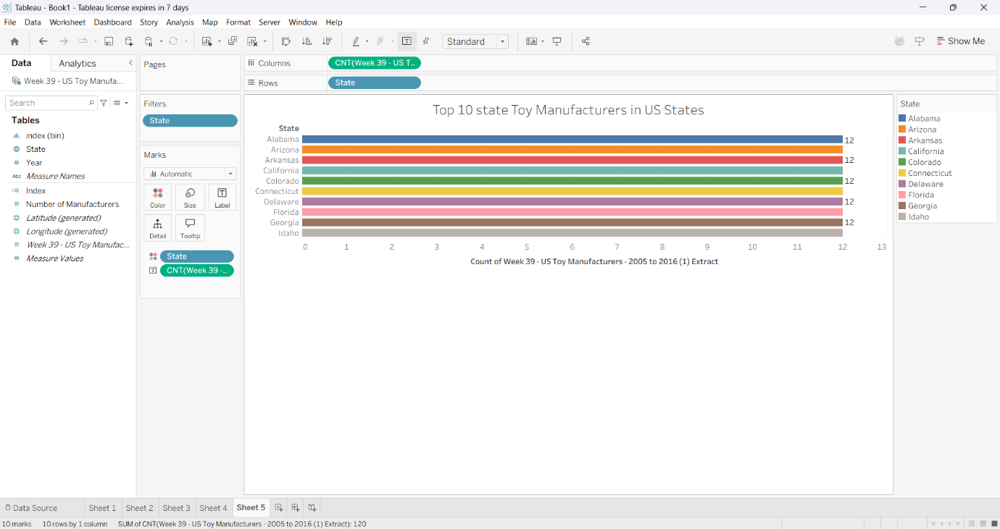 Tableau - Book1 - Tableau license expires in 7 days
File Data Worksheet Dashboard Story Analysis Map Format Server Window Help
Standard
Show Me
Data Analytics
Week 39 - US Toy Manufa...
Search
Tables
index (bin)
State
Year
Abc Measure Names
Index
Number of Manufacturers
Latitude (generated)
Longitude (generated)
Week 39 - US Toy Manufac...
Measure Values
Pages
Filters
State
Marks
Automatic
Color Size Label
Detail Tooltip
State
CNT(Week 39 -..
Columns CNT(Week 39 - US T..
Rows State
Top 10 state Toy Manufacturers in US States
State
Alabama 12
Arizona
Arkansas 12
California
Colorado 12
Connecticut
Delaware 12
Florida
Georgia 12
Idaho
0 1 2 3 4 5 6 7 8 9 10 11 12 13
Count of Week 39 - US Toy Manufacturers - 2005 to 2016 (1) Extract
State
Alabama
Arizona
Arkansas
California
Colorado
Connecticut
Delaware
Florida
Georgia
Idaho
Data Source Sheet 1 Sheet 2 Sheet 3 Sheet 4 Sheet 5
10 marks 10 rows by 1 column SUM of CNT(Week 39 - US Toy Manufacturers - 2005 to 2016 (1) Extract): 120